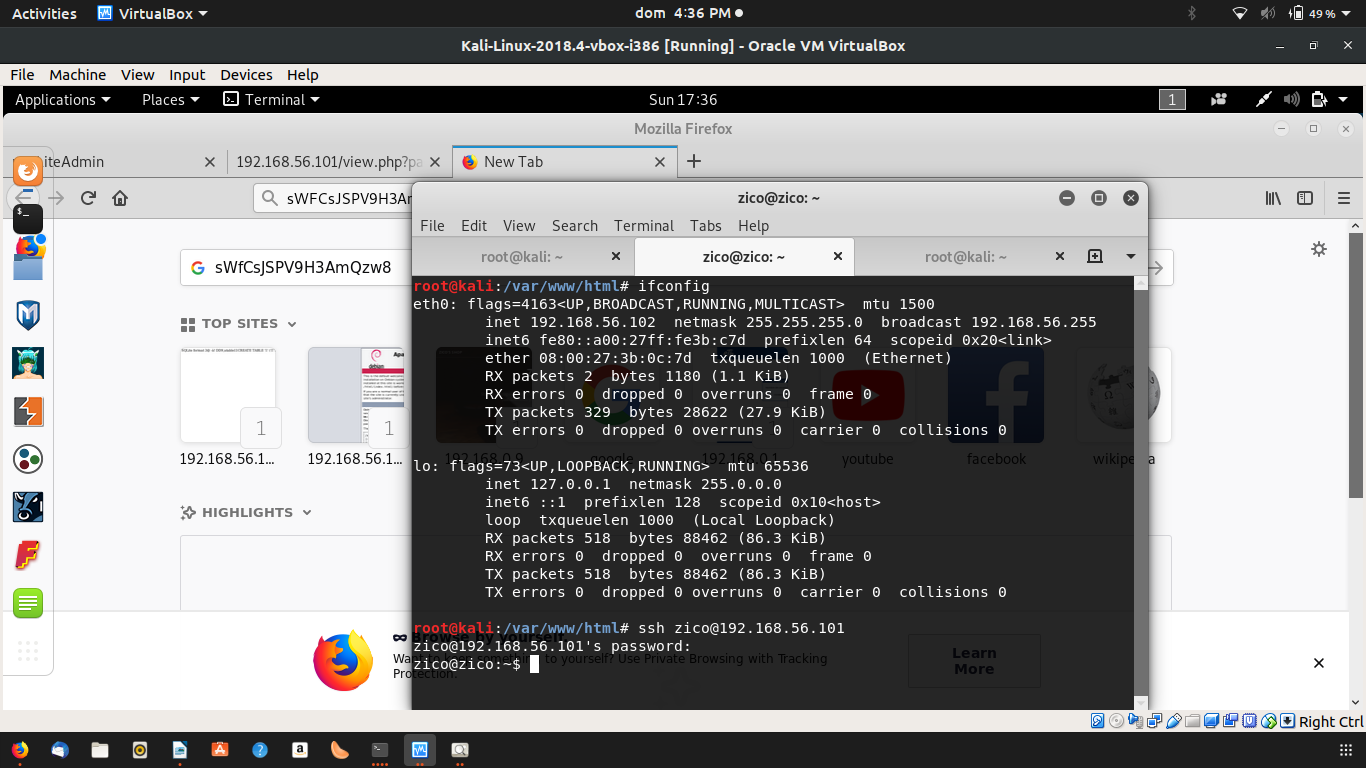 Activities VirtualBox dom 4:36 PM 49 %
Kali-Linux-2018.4-vbox-i386 [Running] - Oracle VM VirtualBox
File Machine View Input Devices Help
Applications Places Terminal Sun 17:36 1
Mozilla Firefox
iteAdmin 192.168.56.101/view.php?pa New Tab
sWFCsJSPV9H3Am
zico@zico: ~
File Edit View Search Terminal Tabs Help
root@kali: ~ zico@zico: ~ root@kali: ~
sWfCsJSPV9H3AmQzw8
TOP SITES
1 1
192.168.56.1... 192.168.56.1... 192.168.0.9 google 192.168.0.1 youtube facebook wikipedia
HIGHLIGHTS
root@kali:/var/www/html# ifconfig
eth0: flags=4163<UP,BROADCAST,RUNNING,MULTICAST> mtu 1500
inet 192.168.56.102 netmask 255.255.255.0 broadcast 192.168.56.255
inet6 fe80::a00:27ff:fe3b:c7d prefixlen 64 scopeid 0x20<link>
ether 08:00:27:3b:0c:7d txqueuelen 1000 (Ethernet)
RX packets 2 bytes 1180 (1.1 KiB)
RX errors 0 dropped 0 overruns 0 frame 0
TX packets 329 bytes 28622 (27.9 KiB)
TX errors 0 dropped 0 overruns 0 carrier 0 collisions 0
lo: flags=73<UP,LOOPBACK,RUNNING> mtu 65536
inet 127.0.0.1 netmask 255.0.0.0
inet6 ::1 prefixlen 128 scopeid 0x10<host>
loop txqueuelen 1000 (Local Loopback)
RX packets 518 bytes 88462 (86.3 KiB)
RX errors 0 dropped 0 overruns 0 frame 0
TX packets 518 bytes 88462 (86.3 KiB)
TX errors 0 dropped 0 overruns 0 carrier 0 collisions 0
root@kali:/var/www/html# ssh zico@192.168.56.101
zico@192.168.56.101's password:
zico@zico:~$
Browse by yourself
Want to keep something to yourself? Use Private Browsing with Tracking
Protection.
Learn
More
Right Ctrl